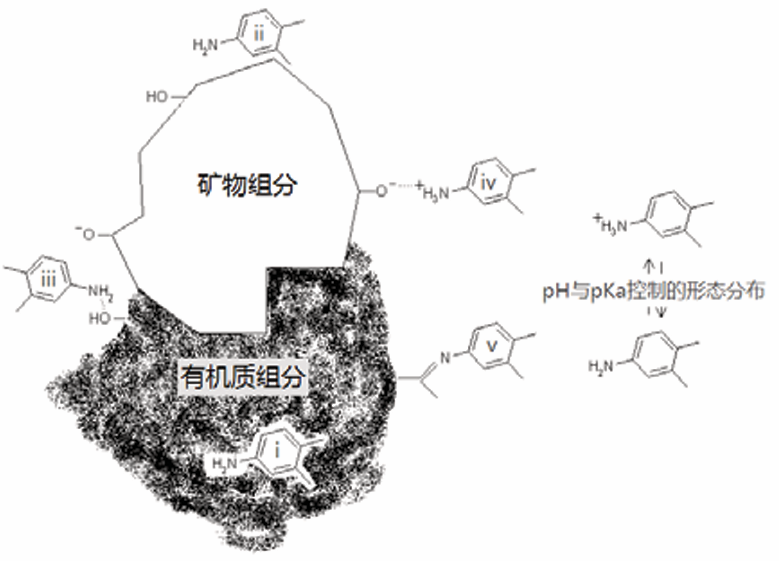 H₂N ii
HO
矿物组分
O⁻ ⁺H₃N iv
⁻O
⁺H₃N
iii NH₂
HO
pH与pKa控制的形态分布
有机质组分
N v
H₂N
H₂N i